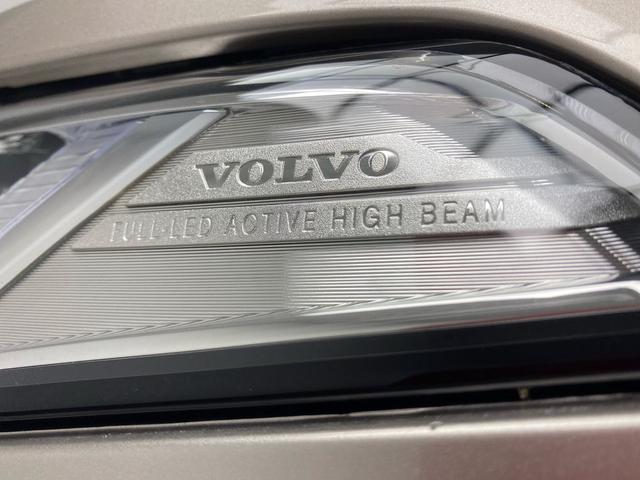 VOLVO
FULL-LED ACTIVE HIGH BEAM